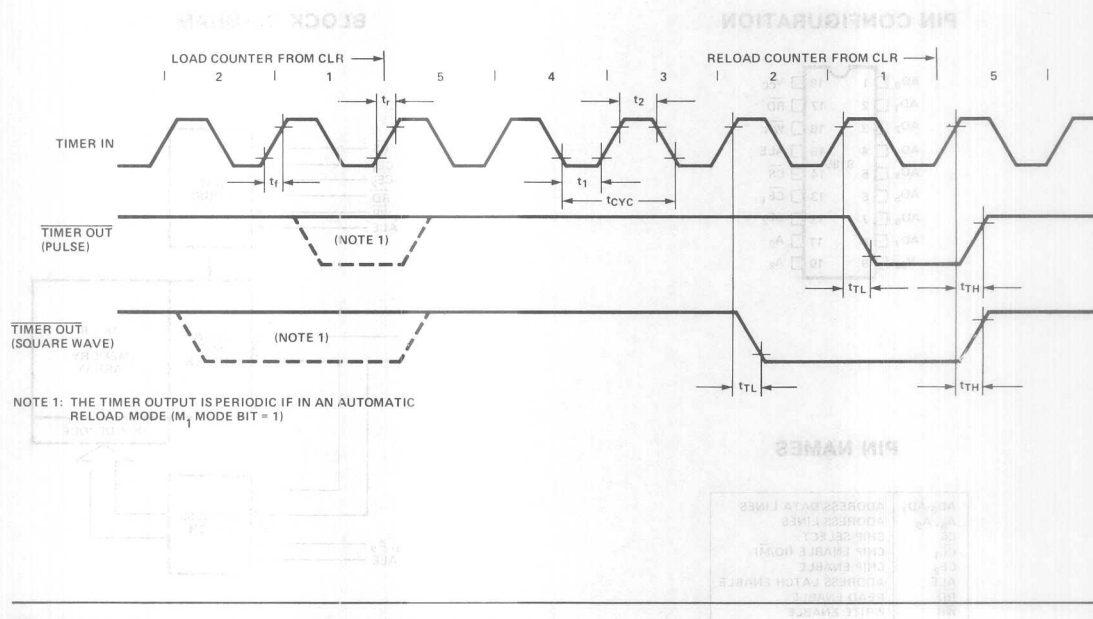 PIN CONFIGURATION
BLOCK DIAGRAM
LOAD COUNTER FROM CLR
RELOAD COUNTER FROM CLR
2 1 5 4 3 2 1 5
tr
t2
TIMER IN
tf
t1
tCYC
TIMER OUT
(PULSE)
(NOTE 1)
tTL
tTH
TIMER OUT
(SQUARE WAVE)
(NOTE 1)
tTL
tTH
NOTE 1: THE TIMER OUTPUT IS PERIODIC IF IN AN AUTOMATIC
RELOAD MODE (M1 MODE BIT = 1)
PIN NAMES
ADDRESS DATA LINES
ADDRESS LINES
CHIP SELECT
CHIP ENABLE (IO/M)
CHIP ENABLE
ALE ADDRESS LATCH ENABLE
READ ENABLE
WRITE ENABLE